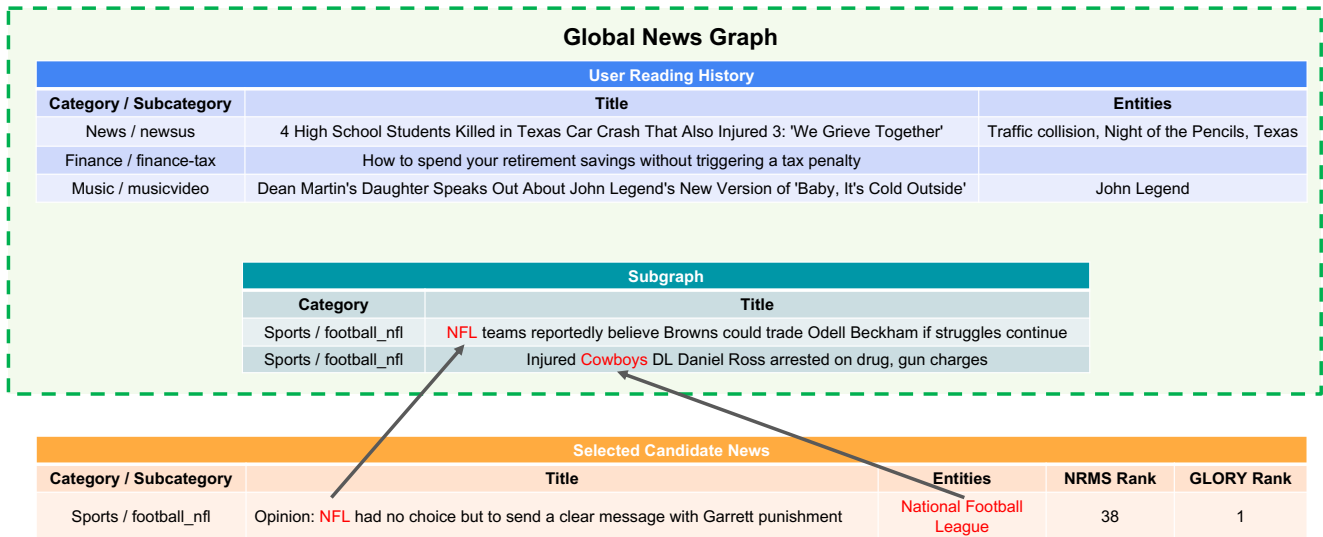 Global News Graph
User Reading History
Category / Subcategory Title Entities
News / newsus 4 High School Students Killed in Texas Car Crash That Also Injured 3: 'We Grieve Together' Traffic collision, Night of the Pencils, Texas
Finance / finance-tax How to spend your retirement savings without triggering a tax penalty
Music / musicvideo Dean Martin's Daughter Speaks Out About John Legend's New Version of 'Baby, It's Cold Outside' John Legend
Subgraph
Category Title
Sports / football_nfl NFL teams reportedly believe Browns could trade Odell Beckham if struggles continue
Sports / football_nfl Injured Cowboys DL Daniel Ross arrested on drug, gun charges
Selected Candidate News
Category / Subcategory Title Entities NRMS Rank GLORY Rank
Sports / football_nfl Opinion: NFL had no choice but to send a clear message with Garrett punishment National Football League 38 1